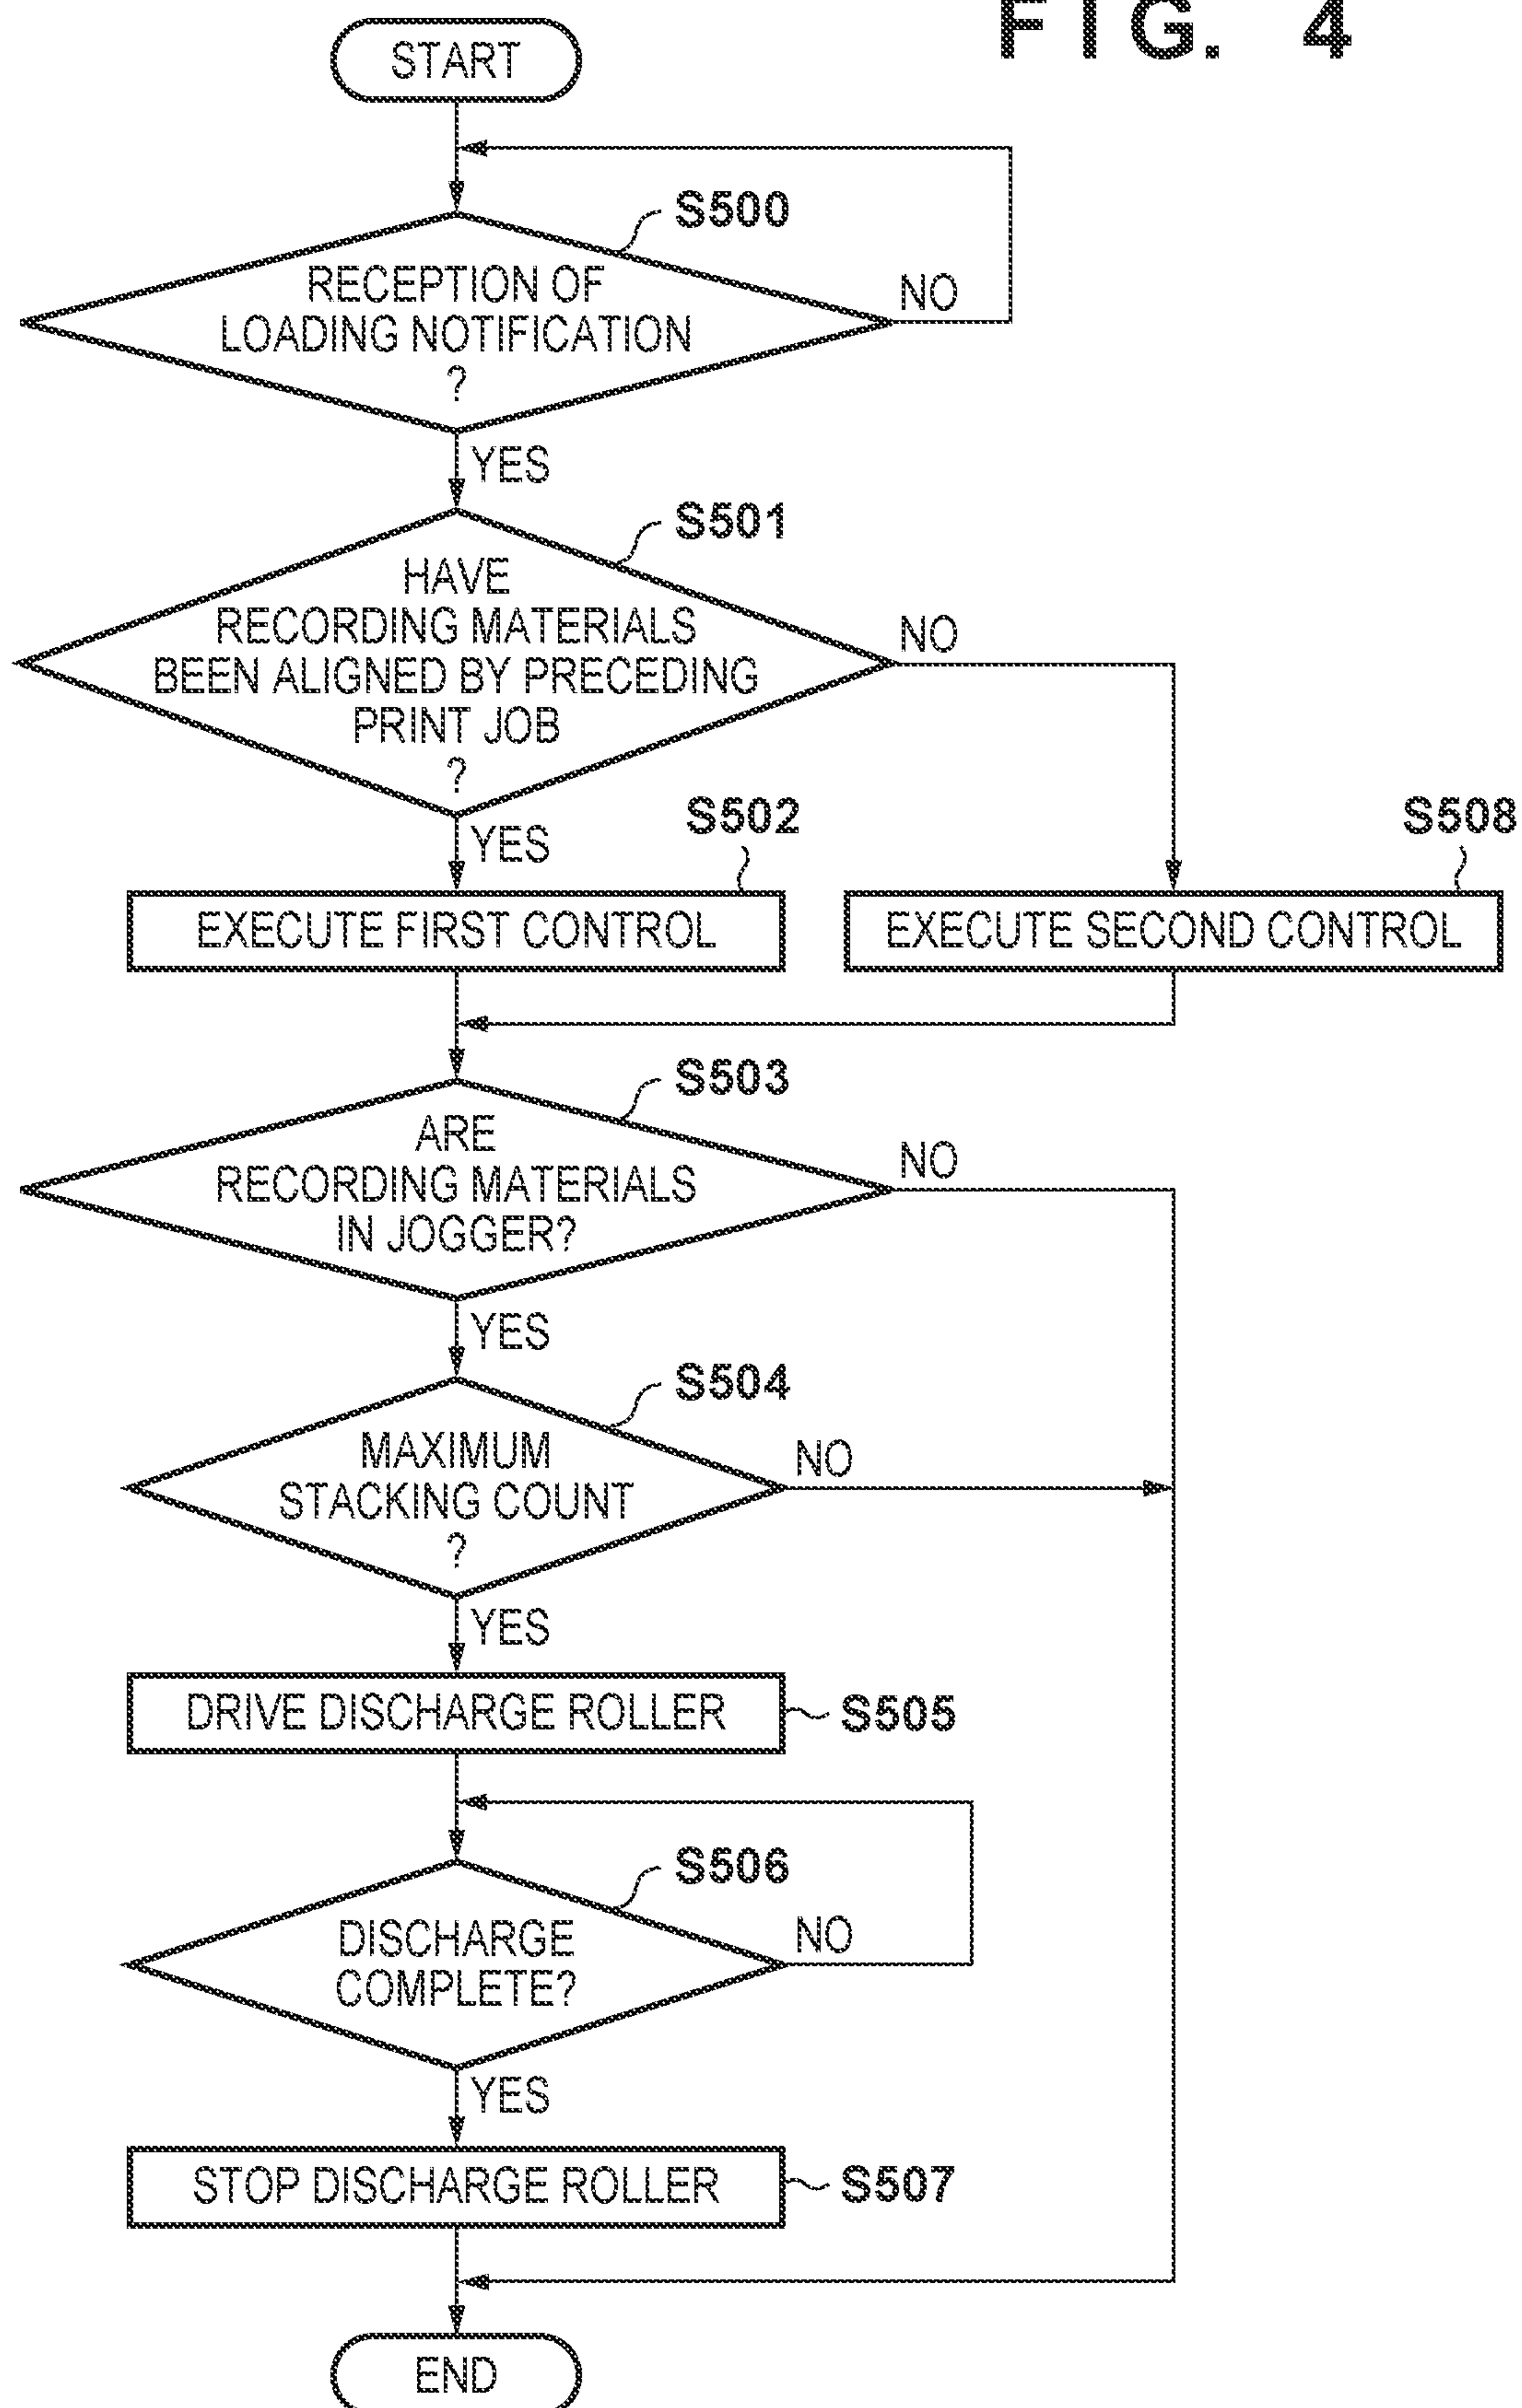 FIG. 4
START
S500
RECEPTION OF
LOADING NOTIFICATION
?
NO
YES
S501
HAVE
RECORDING MATERIALS
BEEN ALIGNED BY PRECEDING
PRINT JOB
?
NO
YES
S502
S508
EXECUTE FIRST CONTROL
EXECUTE SECOND CONTROL
S503
ARE
RECORDING MATERIALS
IN JOGGER?
NO
YES
S504
MAXIMUM
STACKING COUNT
?
NO
YES
DRIVE DISCHARGE ROLLER
S505
S506
DISCHARGE
COMPLETE?
NO
YES
STOP DISCHARGE ROLLER
S507
END